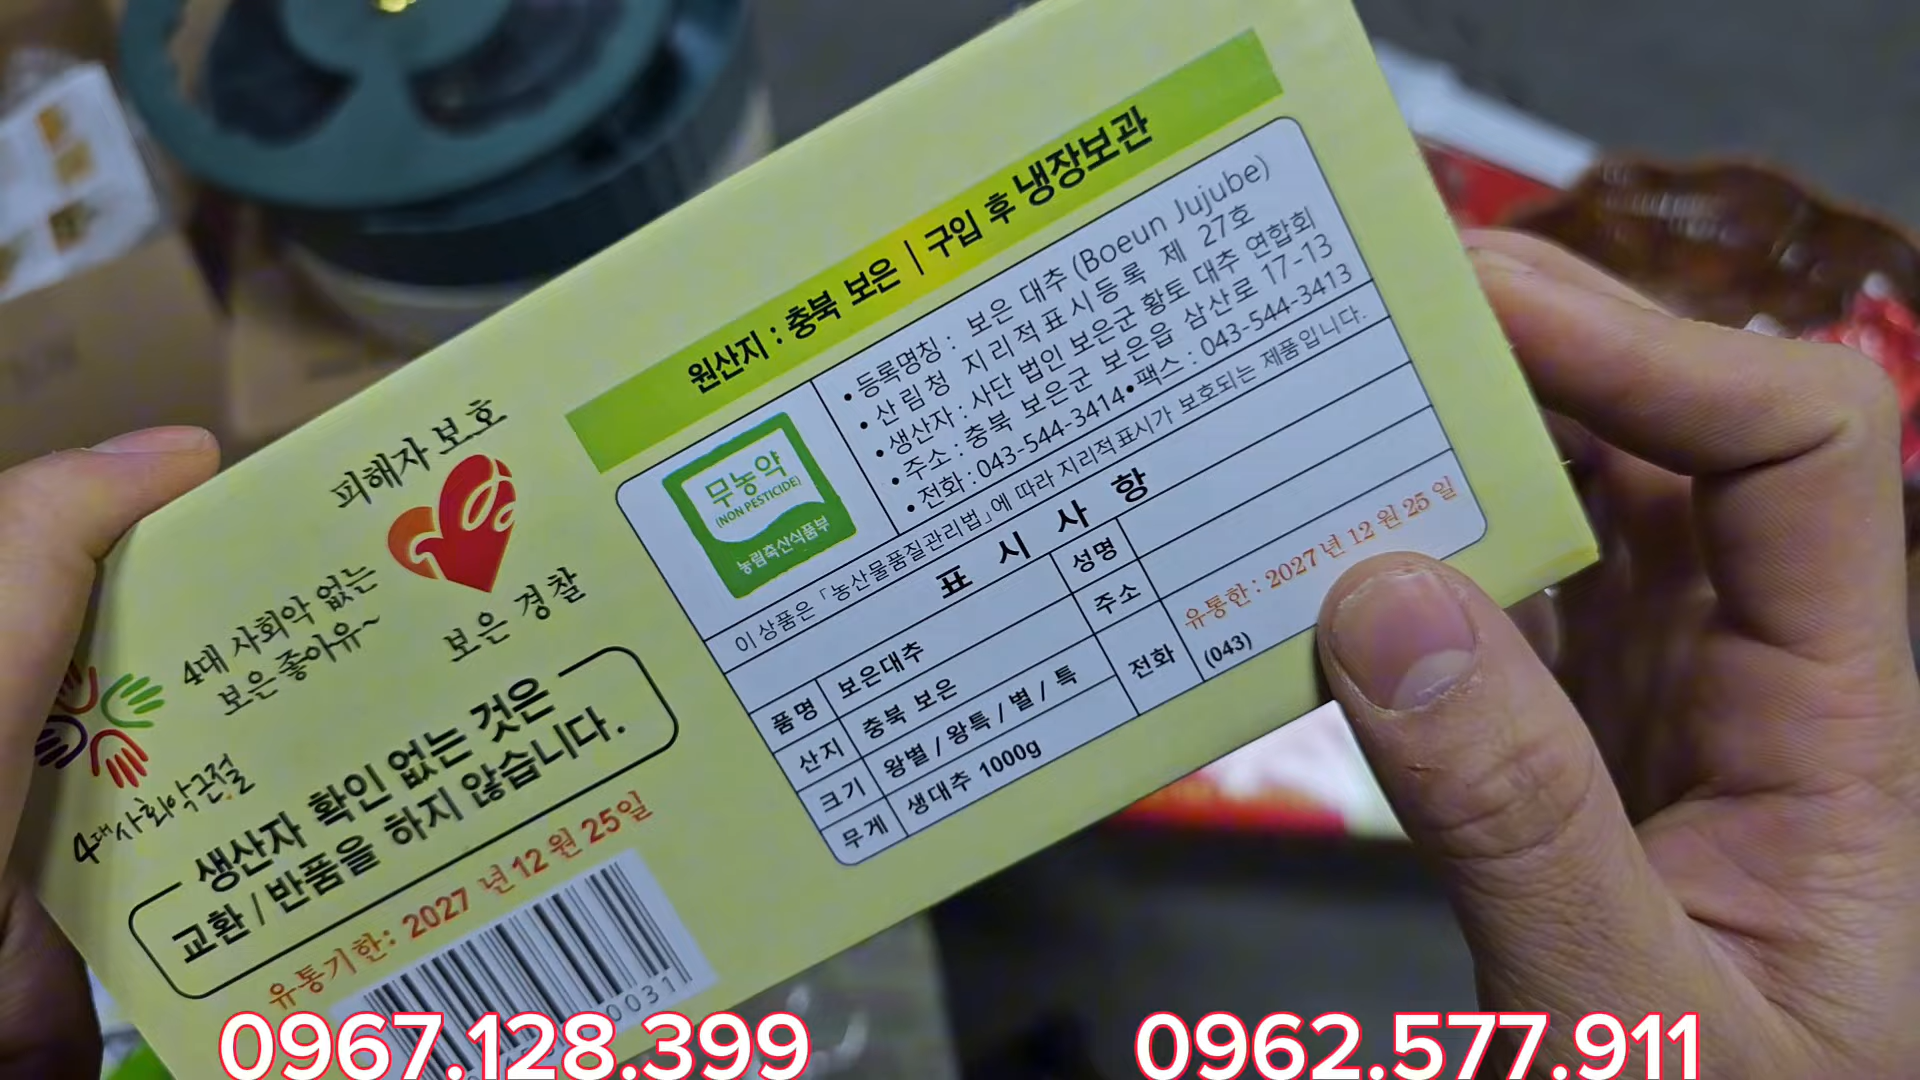 원산지 : 충북 보은 | 구입 후 냉장보관
무농약
(NON PESTICIDE)
농림축산식품부
• 등록명칭 : 보은 대추 (Boeun Jujube)
• 산림청 지리적표시등록 제 27호
• 생산자 : 사단 법인 보은군 황토 대추 연합회
• 주소 : 충북 보은군 보은읍 삼산로 17-13
• 전화 : 043-544-3414 • 팩스 : 043-544-3413
이 상품은 「농산물품질관리법」에 따라 지리적표시가 보호되는 제품입니다.
표 시 사 항
품명 보은대추
산지 충북 보은
크기 왕별 / 왕특 / 별 / 특
무게 생대추 1000g
성명
주소
유통한 : 2027 년 12 월 25 일
전화 (043)
피해자 보호
보은 경찰
4대 사회악 없는
보은 좋아유~
4대사회악근절
생산자 확인 없는 것은
교환 / 반품을 하지 않습니다.
유통기한: 2027 년 12 월 25일
0031
0967.128.399
0962.577.911